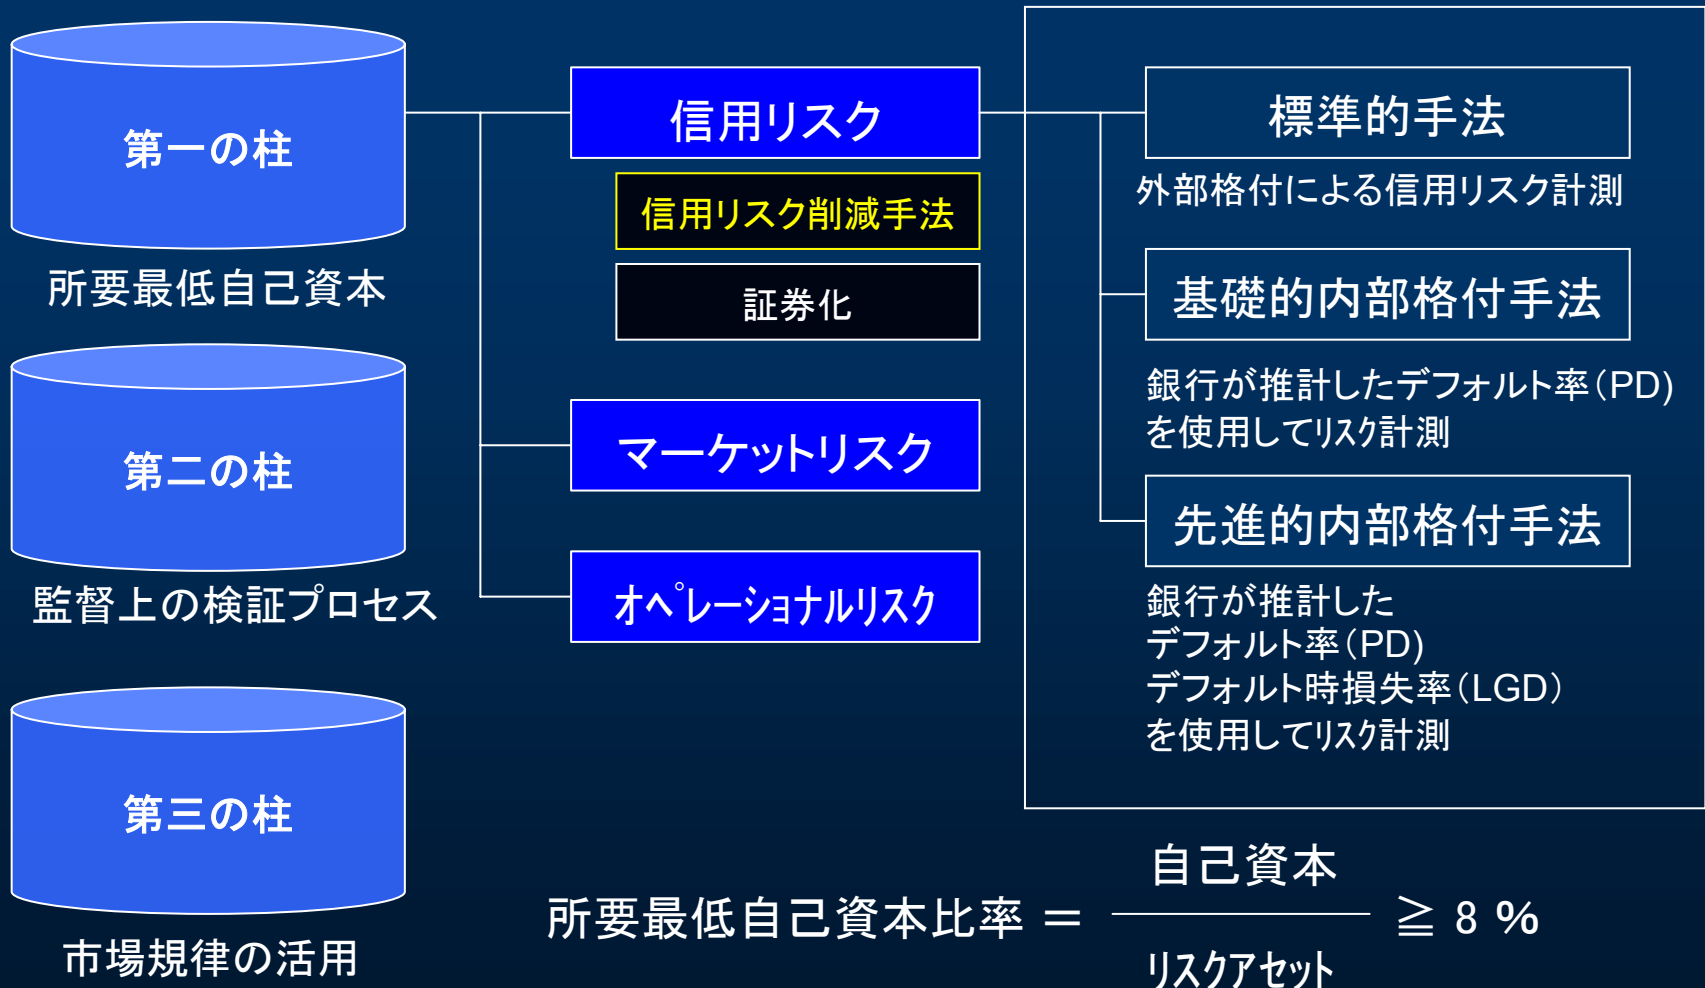 第一の柱
所要最低自己資本
第二の柱
監督上の検証プロセス
第三の柱
市場規律の活用
信用リスク
信用リスク削減手法
証券化
マーケットリスク
オペレーショナルリスク
標準的手法
外部格付による信用リスク計測
基礎的内部格付手法
銀行が推計したデフォルト率(PD)
を使用してリスク計測
先進的内部格付手法
銀行が推計した
デフォルト率(PD)
デフォルト時損失率(LGD)
を使用してリスク計測
自己資本
所要最低自己資本比率 = ≧ 8 %
リスクアセット